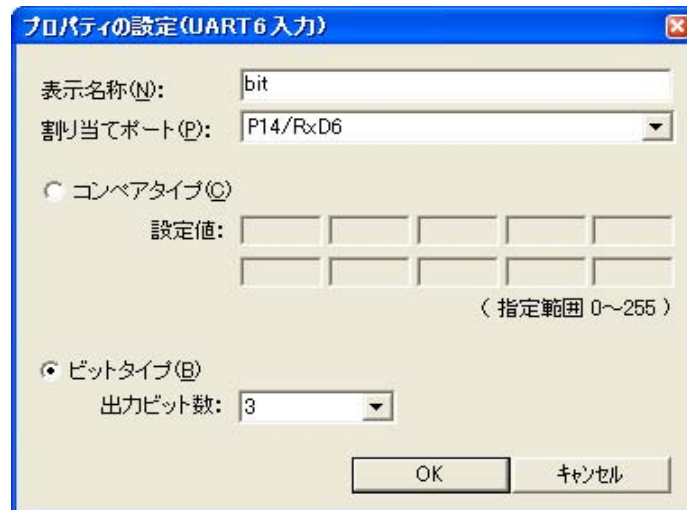 プロパティの設定(UART6入力)
表示名称(N): bit
割り当てポート(P): P14/RxD6
コンペアタイプ(C)
設定値:
( 指定範囲 0～255 )
ビットタイプ(B)
出力ビット数: 3
OK キャンセル